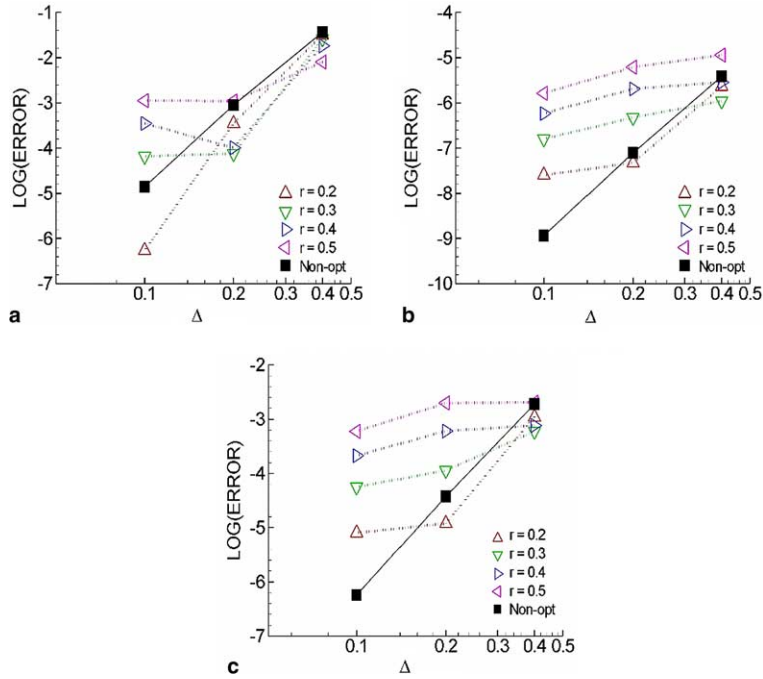 -1
-2
-3
-4
-5
-6
-7
LOG(ERROR)
r = 0.2
r = 0.3
r = 0.4
r = 0.5
Non-opt
0.1 0.2 0.3 0.4 0.5
Δ
a
-4
-5
-6
-7
-8
-9
-10
LOG(ERROR)
r = 0.2
r = 0.3
r = 0.4
r = 0.5
Non-opt
0.1 0.2 0.3 0.4 0.5
Δ
b
-2
-3
-4
-5
-6
-7
LOG(ERROR)
r = 0.2
r = 0.3
r = 0.4
r = 0.5
Non-opt
0.1 0.2 0.3 0.4 0.5
Δ
c